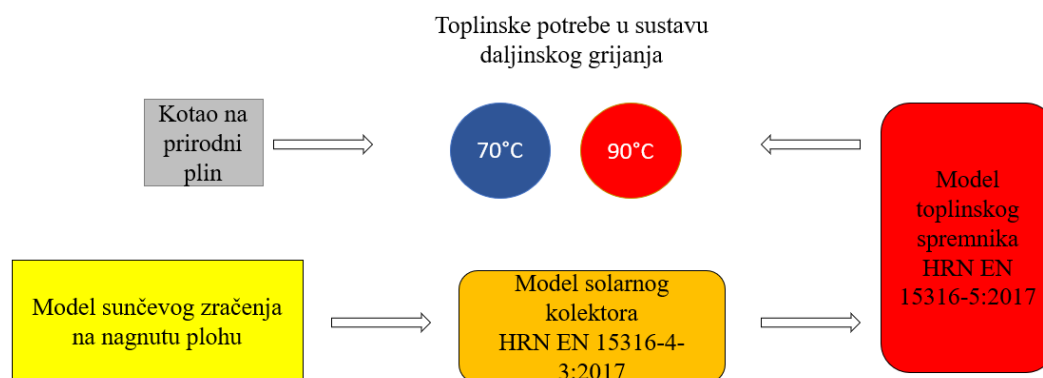 Toplinske potrebe u sustavu
daljinskog grijanja
Kotao na
prirodni
plin
70°C
90°C
Model
toplinskog
spremnika
HRN EN
15316-5:2017
Model sunčevog zračenja
na nagnutu plohu
Model solarnog
kolektora
HRN EN 15316-4-
3:2017